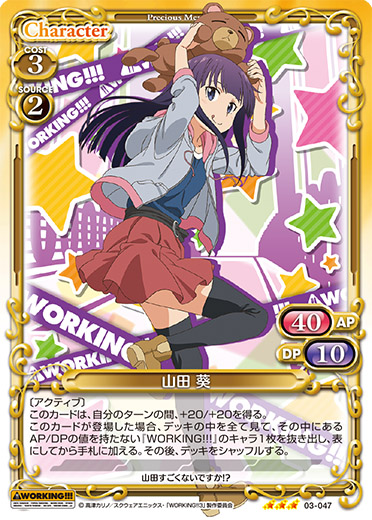 Precious Me
Character
COST
3
SOURCE
2
WORKING!!!
ORKING!!!
WORKING!!!
40 AP
DP 10
山田 葵
[アクティブ]
このカードは、自分のターンの間、+20/+20を得る。
このカードが登場した場合、デッキの中を全て見て、その中にある
AP/DPの値を持たない『WORKING!!!』のキャラ1枚を抜き出し、表
にしてから手札に加える。その後、デッキをシャッフルする。
山田すごくないですか!?
WORKING!!!
© 高津カリノ/スクウェアエニックス・「WORKING!!3」製作委員会
★★★ 03-047